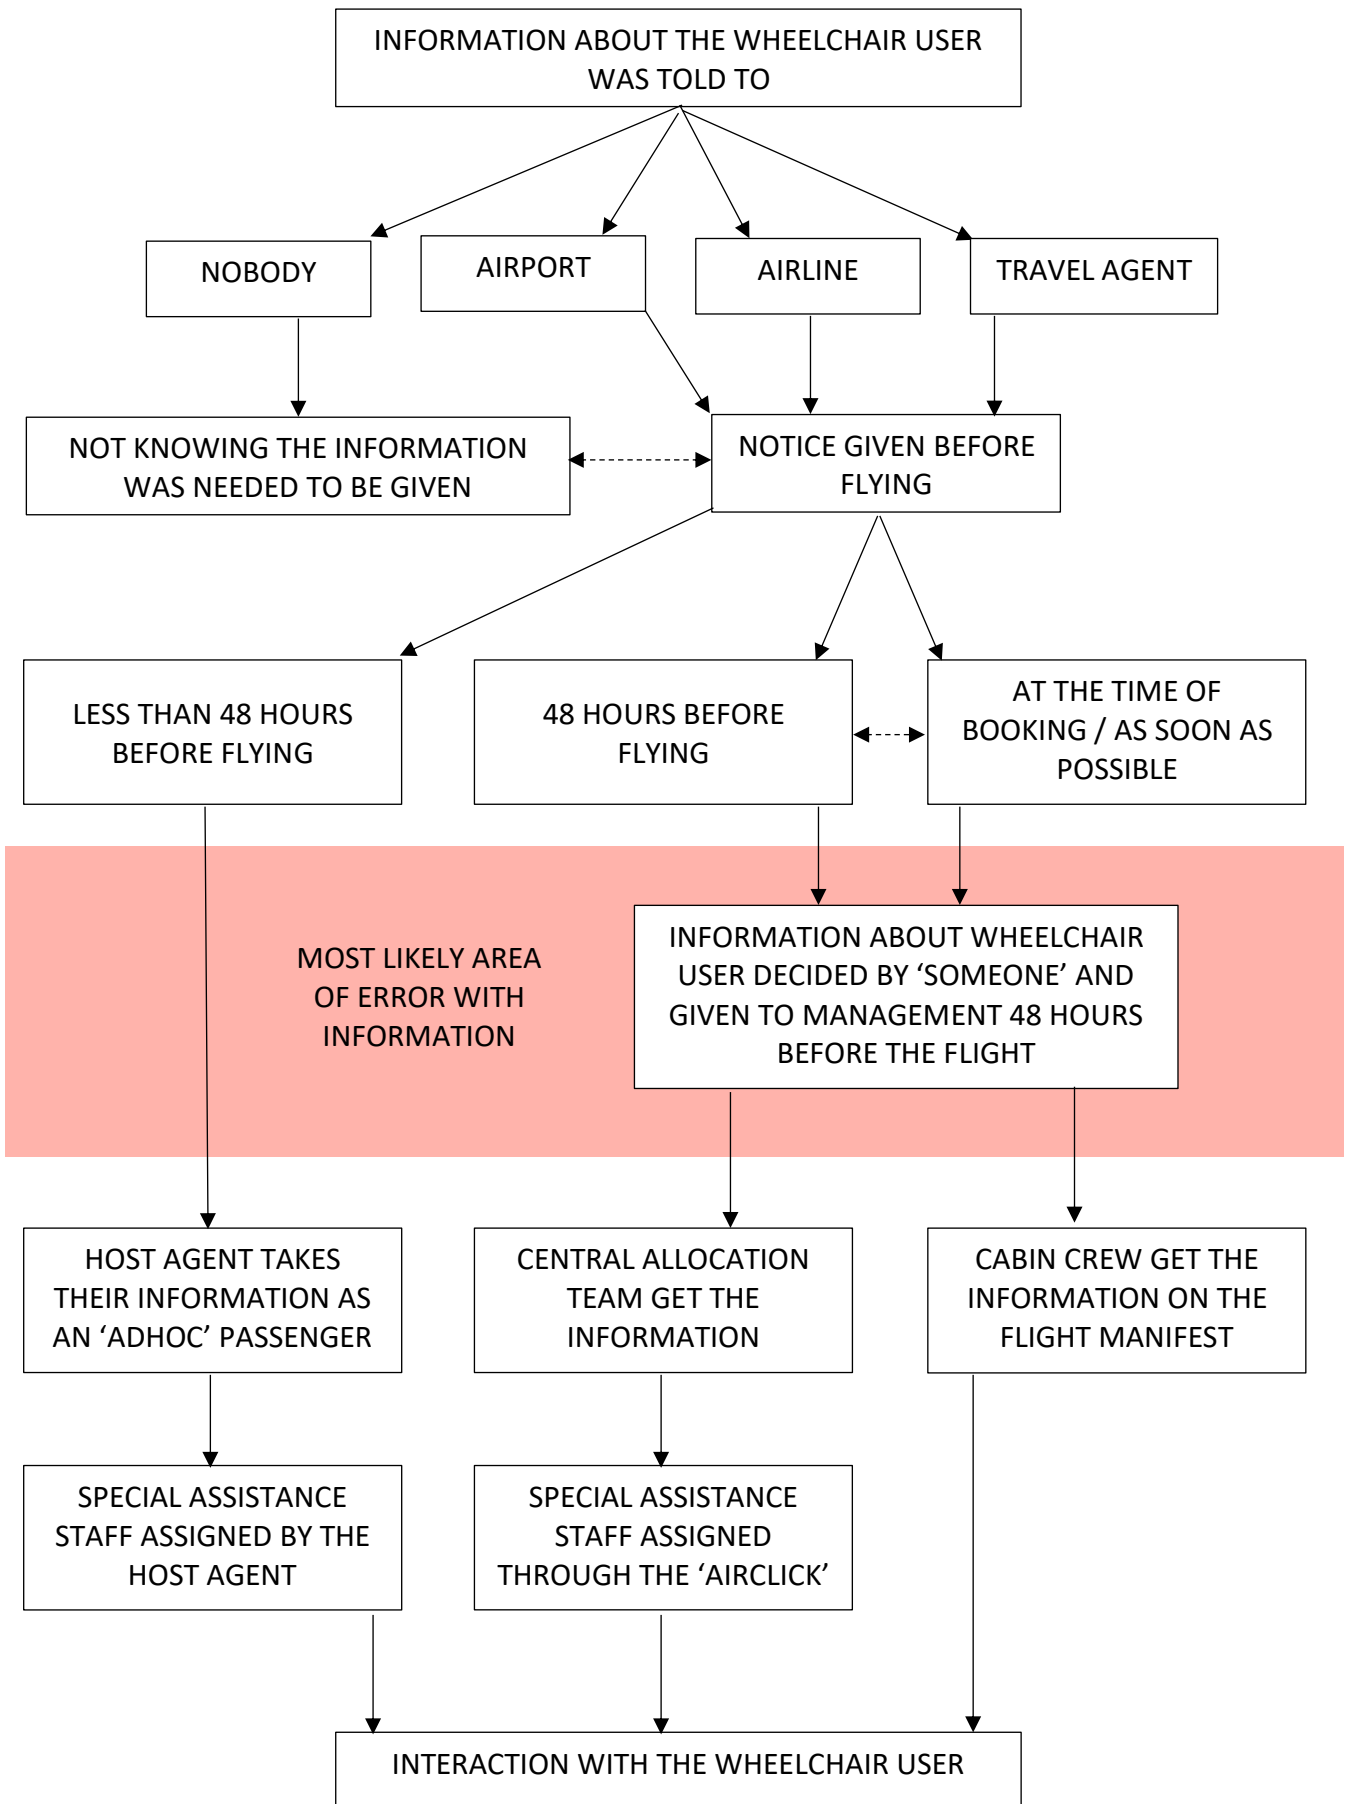 INFORMATION ABOUT THE WHEELCHAIR USER
WAS TOLD TO
NOBODY
AIRPORT
AIRLINE
TRAVEL AGENT
NOT KNOWING THE INFORMATION
WAS NEEDED TO BE GIVEN
NOTICE GIVEN BEFORE
FLYING
LESS THAN 48 HOURS
BEFORE FLYING
48 HOURS BEFORE
FLYING
AT THE TIME OF
BOOKING / AS SOON AS
POSSIBLE
MOST LIKELY AREA
OF ERROR WITH
INFORMATION
INFORMATION ABOUT WHEELCHAIR
USER DECIDED BY ‘SOMEONE’ AND
GIVEN TO MANAGEMENT 48 HOURS
BEFORE THE FLIGHT
HOST AGENT TAKES
THEIR INFORMATION AS
AN ‘ADHOC’ PASSENGER
CENTRAL ALLOCATION
TEAM GET THE
INFORMATION
CABIN CREW GET THE
INFORMATION ON THE
FLIGHT MANIFEST
SPECIAL ASSISTANCE
STAFF ASSIGNED BY THE
HOST AGENT
SPECIAL ASSISTANCE
STAFF ASSIGNED
THROUGH THE ‘AIRCLICK’
INTERACTION WITH THE WHEELCHAIR USER